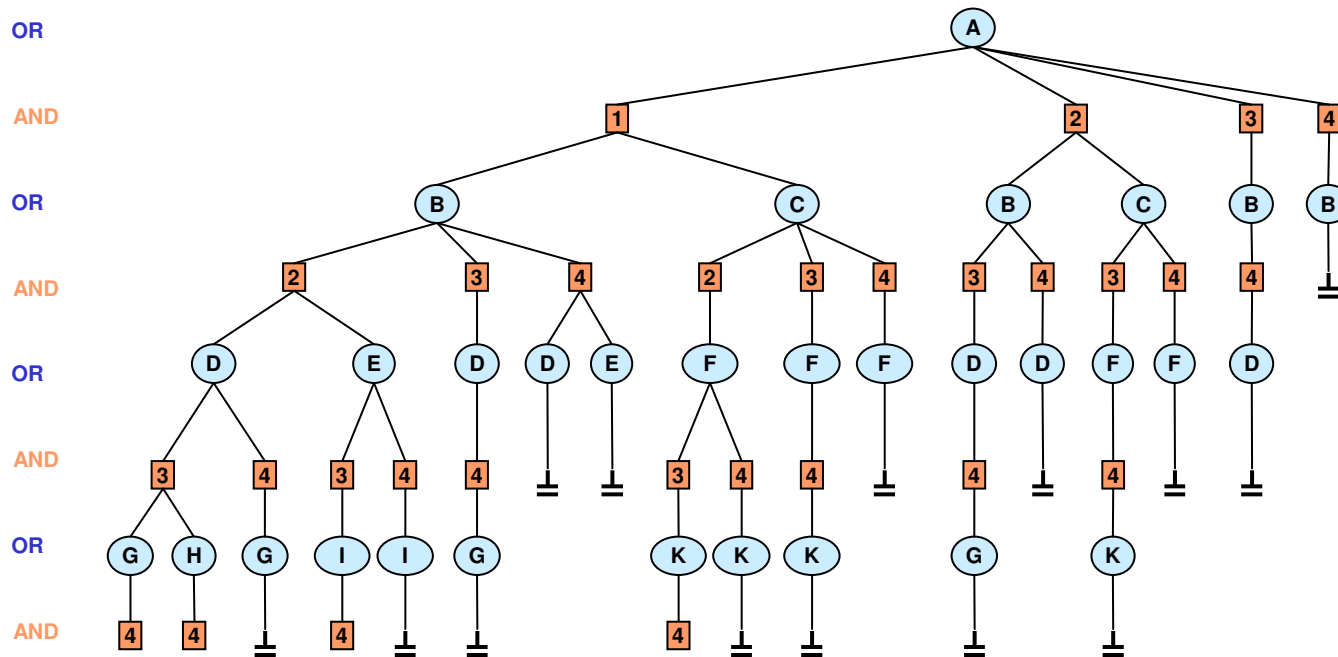 OR A
AND 1 2 3 4
OR B C B C B B
AND 2 3 4 2 3 4 3 4 3 4 4
OR D E D D E F F F D D F F D
AND 3 4 3 4 4 3 4 4 4 4
OR G H G I I G K K K G K
AND 4 4 4 4